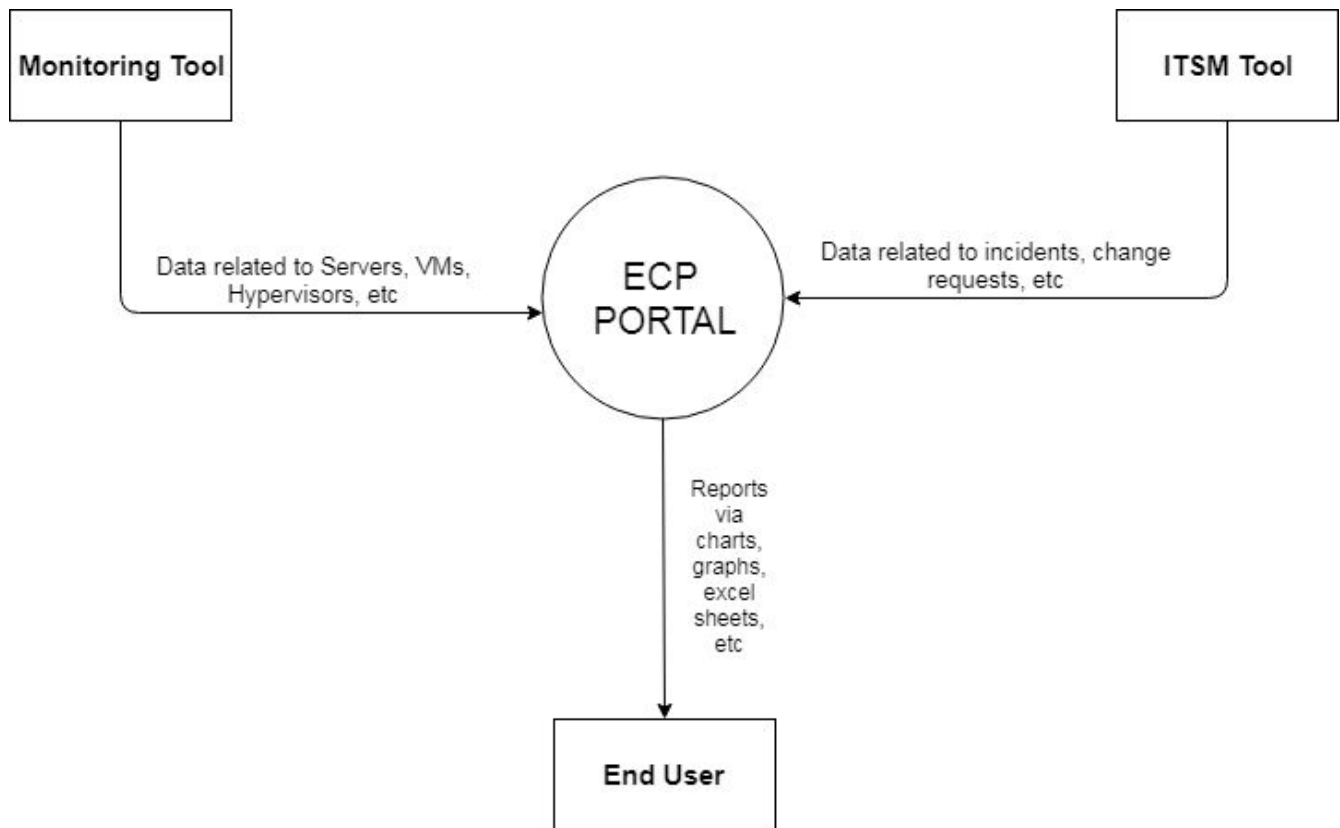 Monitoring Tool
ITSM Tool
Data related to Servers, VMs,
Hypervisors, etc
ECP
PORTAL
Data related to incidents, change
requests, etc
Reports
via
charts,
graphs,
excel
sheets,
etc
End User